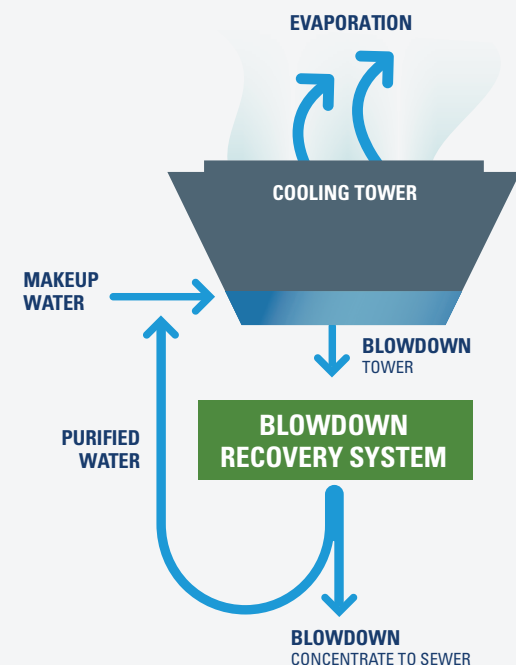 EVAPORATION
COOLING TOWER
MAKEUP
WATER
BLOWDOWN
TOWER
BLOWDOWN
RECOVERY SYSTEM
PURIFIED
WATER
BLOWDOWN
CONCENTRATE TO SEWER